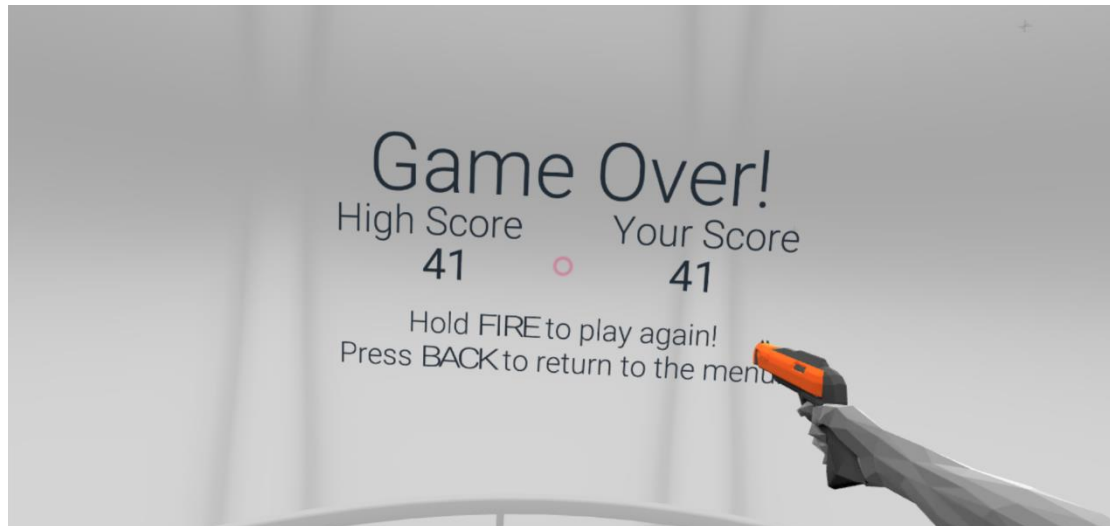 Game Over!
High Score Your Score
41 41
Hold FIRE to play again!
Press BACK to return to the menu.